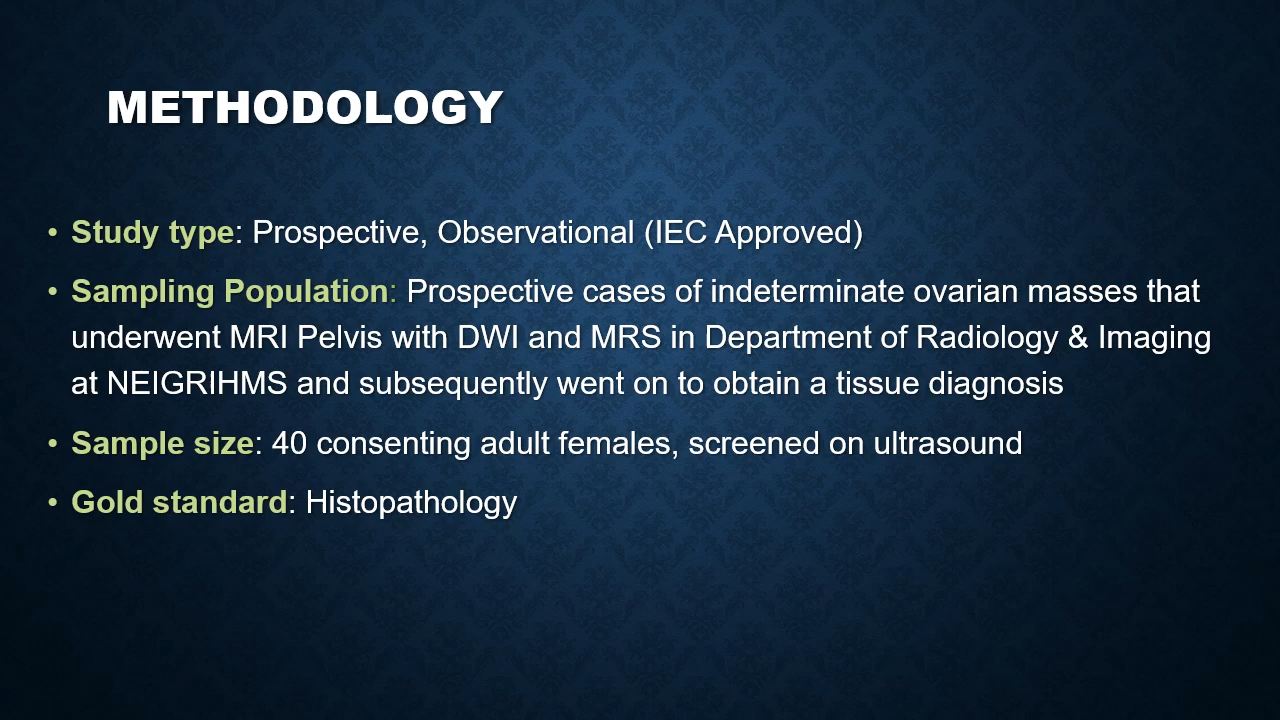 METHODOLOGY
• Study type: Prospective, Observational (IEC Approved)
• Sampling Population: Prospective cases of indeterminate ovarian masses that
underwent MRI Pelvis with DWI and MRS in Department of Radiology & Imaging
at NEIGRIHMS and subsequently went on to obtain a tissue diagnosis
• Sample size: 40 consenting adult females, screened on ultrasound
• Gold standard: Histopathology